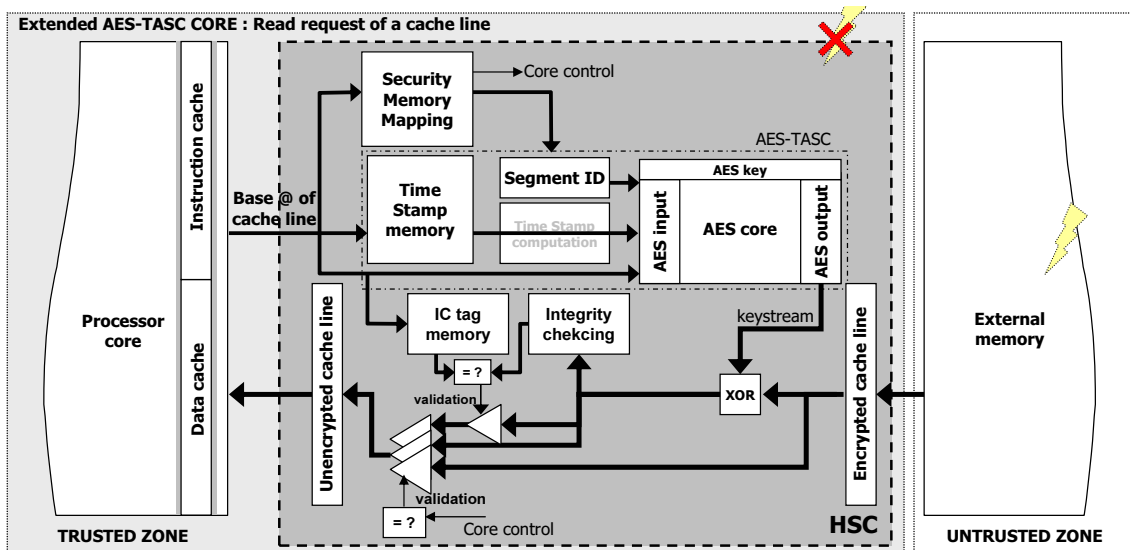 Extended AES-TASC CORE : Read request of a cache line
Core control
Security
Memory
Mapping
AES-TASC
Instruction cache
Base @ of
cache line
Time
Stamp
memory
Segment ID
Time Stamp
computation
AES key
AES input
AES core
AES output
Processor
core
Data cache
Unencrypted cache line
IC tag
memory
Integrity
chekcing
keystream
= ?
validation
XOR
Encrypted cache line
External
memory
validation
= ?
Core control
HSC
TRUSTED ZONE
UNTRUSTED ZONE